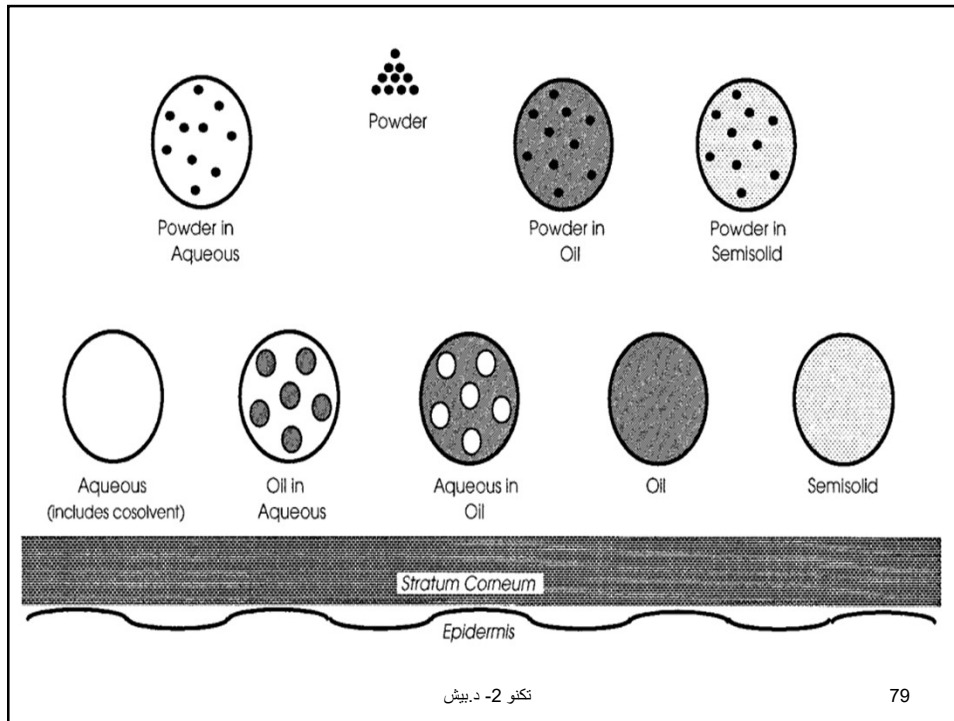 Powder
Powder in
Aqueous
Powder in
Oil
Powder in
Semisolid
Aqueous
(includes cosolvent)
Oil in
Aqueous
Aqueous in
Oil
Oil
Semisolid
Stratum Corneum
Epidermis
تكنو 2- د.بيش
79